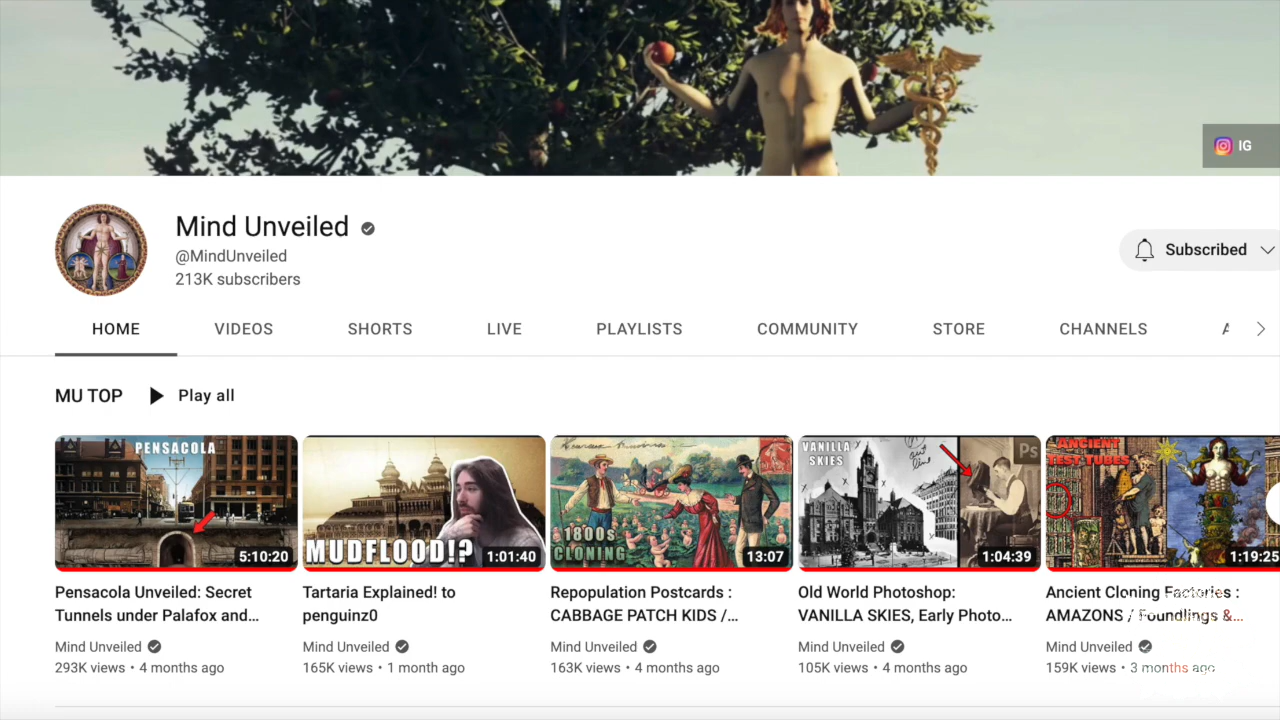 IG
Mind Unveiled
@MindUnveiled
213K subscribers
Subscribed
HOME VIDEOS SHORTS LIVE PLAYLISTS COMMUNITY STORE CHANNELS
MU TOP Play all
PENSACOLA
5:10:20
MUDFLOOD!?
1:01:40
1800s
CLONING
13:07
VANILLA
SKIES
Ps
1:04:39
ANCIENT
TEST TUBES
1:19:25
Pensacola Unveiled: Secret
Tunnels under Palafox and...
Mind Unveiled
293K views • 4 months ago
Tartaria Explained! to
penguinz0
Mind Unveiled
165K views • 1 month ago
Repopulation Postcards :
CABBAGE PATCH KIDS /...
Mind Unveiled
163K views • 4 months ago
Old World Photoshop:
VANILLA SKIES, Early Photo...
Mind Unveiled
105K views • 4 months ago
Ancient Cloning Factories :
AMAZONS / Foundlings &...
Mind Unveiled
159K views • 3 months ago